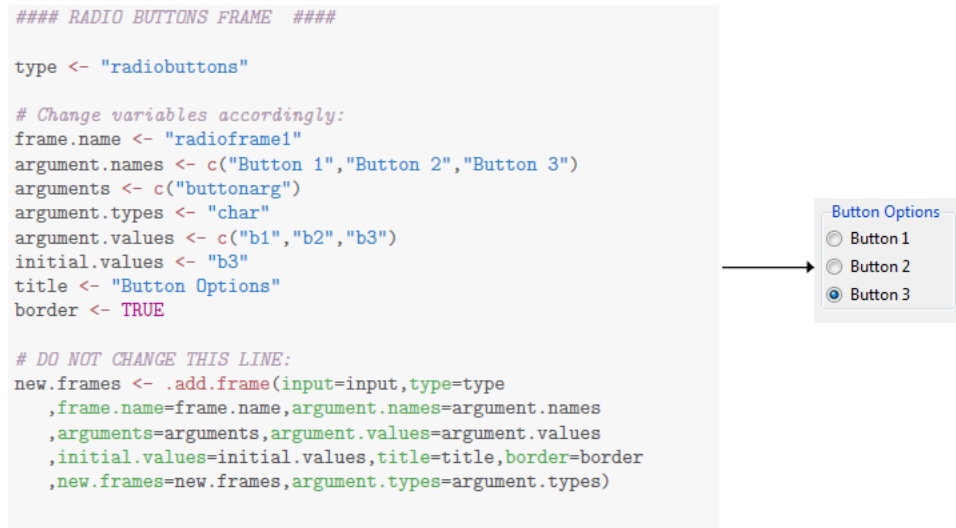 #### RADIO BUTTONS FRAME ####
type <- "radiobuttons"
# Change variables accordingly:
frame.name <- "radioframe1"
argument.names <- c("Button 1","Button 2","Button 3")
arguments <- c("buttonarg")
argument.types <- "char"
argument.values <- c("b1","b2","b3")
initial.values <- "b3"
title <- "Button Options"
border <- TRUE
# DO NOT CHANGE THIS LINE:
new.frames <- .add.frame(input=input,type=type
,frame.name=frame.name,argument.names=argument.names
,arguments=arguments,argument.values=argument.values
,initial.values=initial.values,title=title,border=border
,new.frames=new.frames,argument.types=argument.types)
Button Options
Button 1
Button 2
Button 3